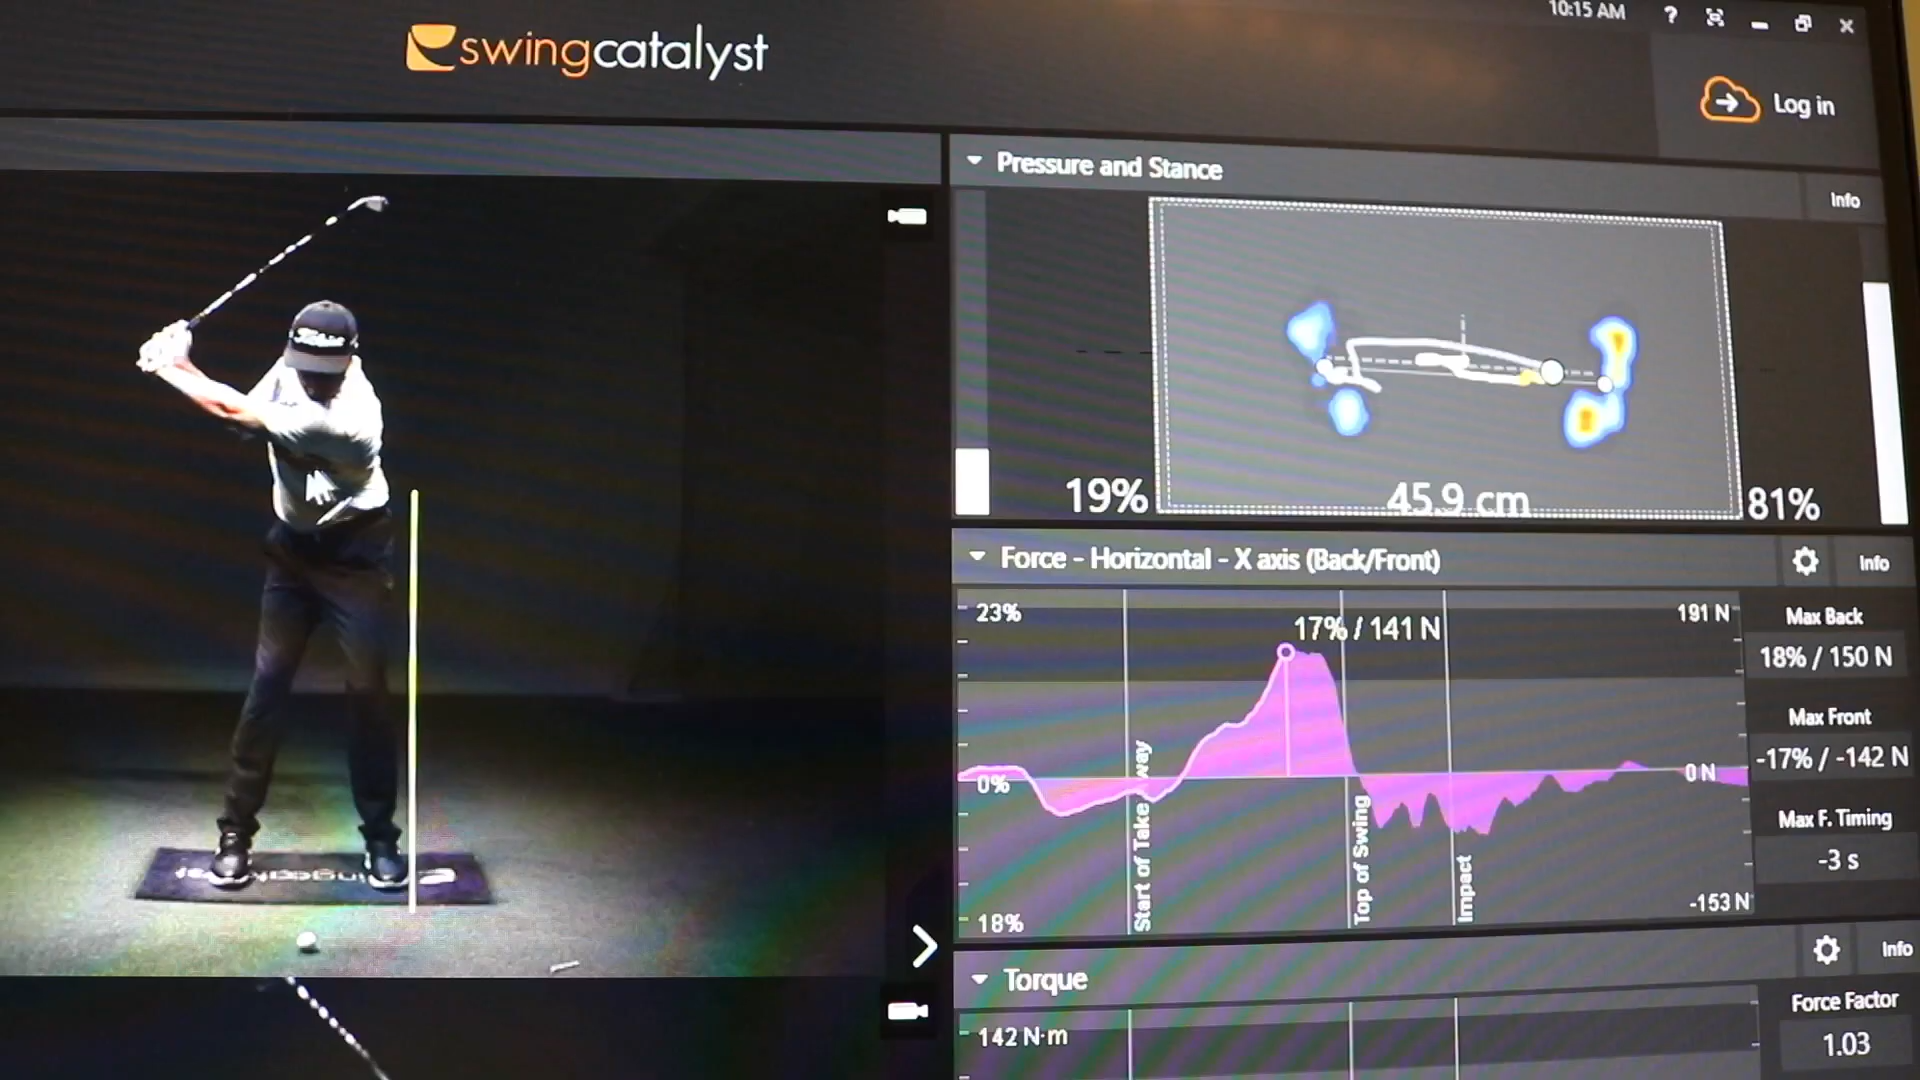 10:15 AM
?
swingcatalyst
Log in
Pressure and Stance
Info
19%
45.9 cm
81%
Force - Horizontal - X axis (Back/Front)
Info
23%
17% / 141 N
191 N
Max Back
18% / 150 N
Max Front
-17% / -142 N
0%
0 N
Max F. Timing
-3 s
Start of Takeaway
Top of Swing
Impact
18%
-153 N
Torque
Info
142 N·m
Force Factor
1.03
Titleist